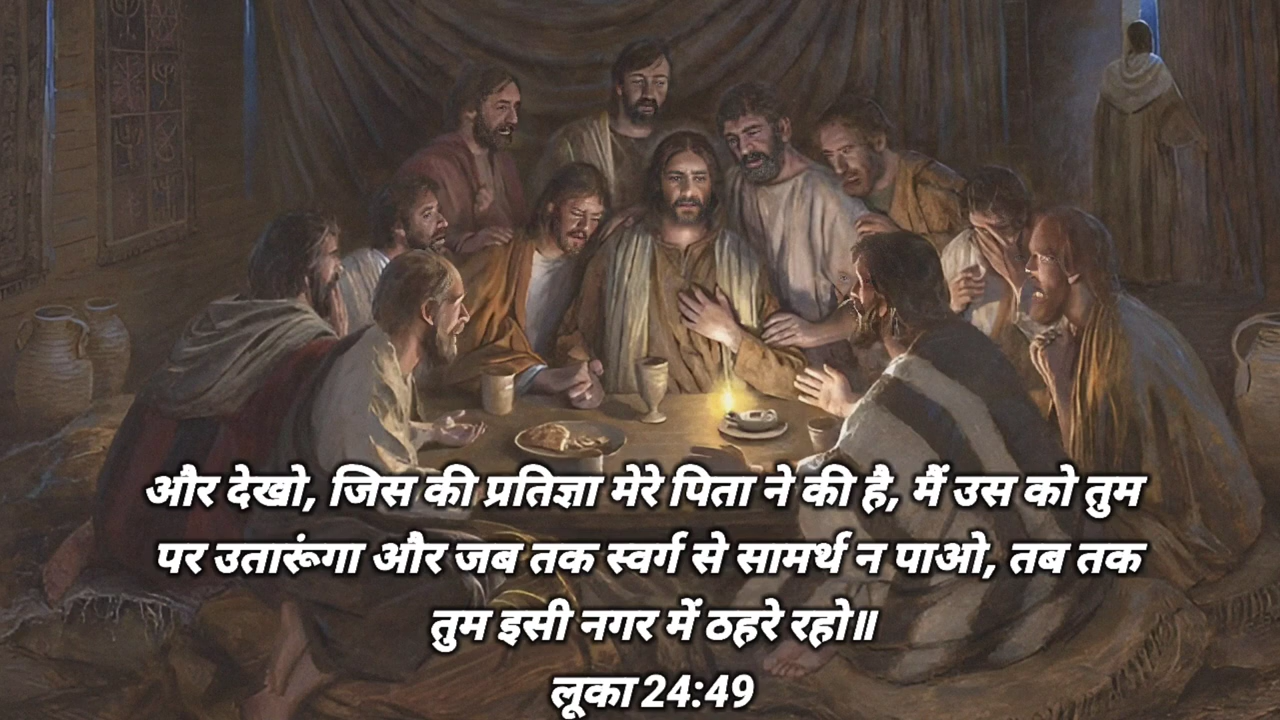 और देखो, जिस की प्रतिज्ञा मेरे पिता ने की है, मैं उस को तुम
पर उतारूंगा और जब तक स्वर्ग से सामर्थ न पाओ, तब तक
तुम इसी नगर में ठहरे रहो॥
लूका 24:49